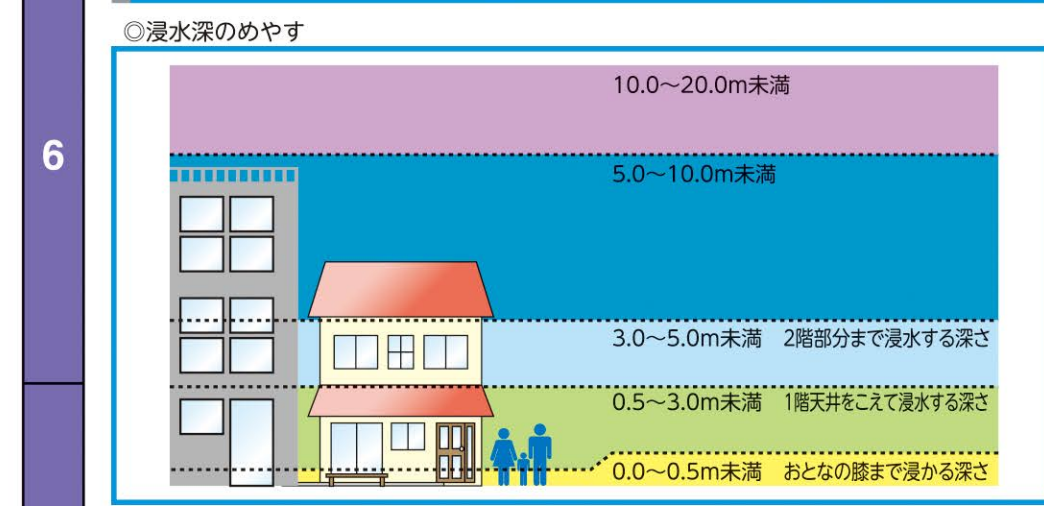 ◎浸水深のめやす
6
10.0～20.0m未満
5.0～10.0m未満
3.0～5.0m未満 2階部分まで浸水する深さ
0.5～3.0m未満 1階天井をこえて浸水する深さ
0.0～0.5m未満 おとなの膝まで浸かる深さ